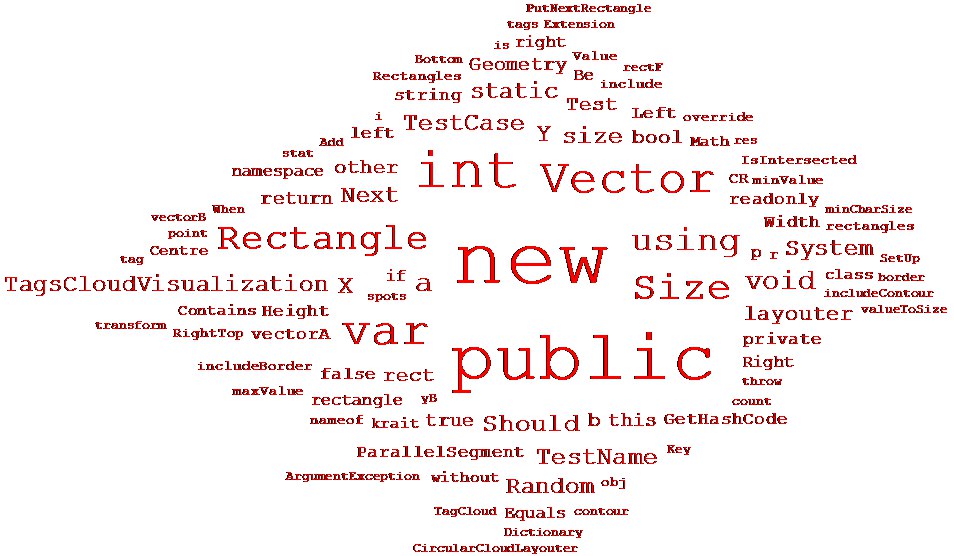 PutNextRectangle
tags Extension
is right
Bottom Geometry Value
Rectangles Be rectF
string static include
Test
i TestCase Left override
Add left Y size bool Math res
stat int Vector IsIntersected
namespace other CR minValue
return Next readonly
When minCharSize
vectorB Width rectangles
point Rectangle new using
Centre p r System
tag SetUp
TagsCloudVisualization X if a Size void class border
spots includeContour
Contains Height layouter valueToSize
transform RightTop vectorA var private
public
includeBorder false rect Right
throw
maxValue rectangle yB count
nameof krait true Should b this GetHashCode
ParallelSegment TestName Key
ArgumentException without Random obj
TagCloud Equals contour
Dictionary
CircularCloudLayouter